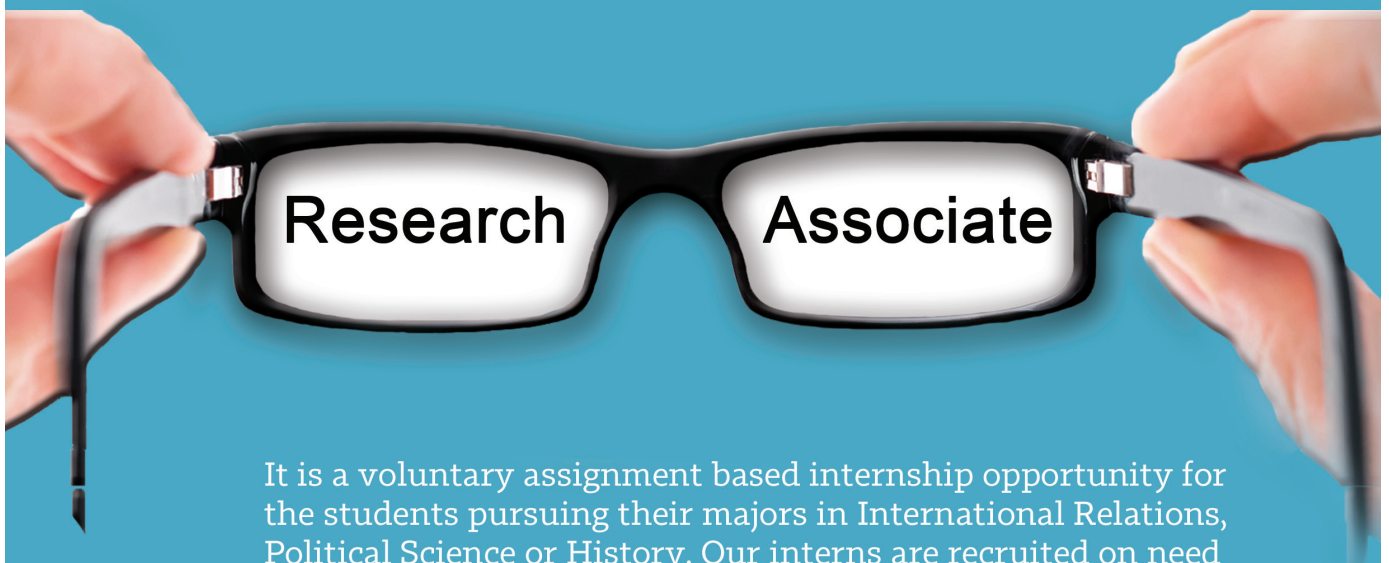 Research Associate
It is a voluntary assignment based internship opportunity for
the students pursuing their majors in International Relations,
Political Science or History. Our interns are recruited on need